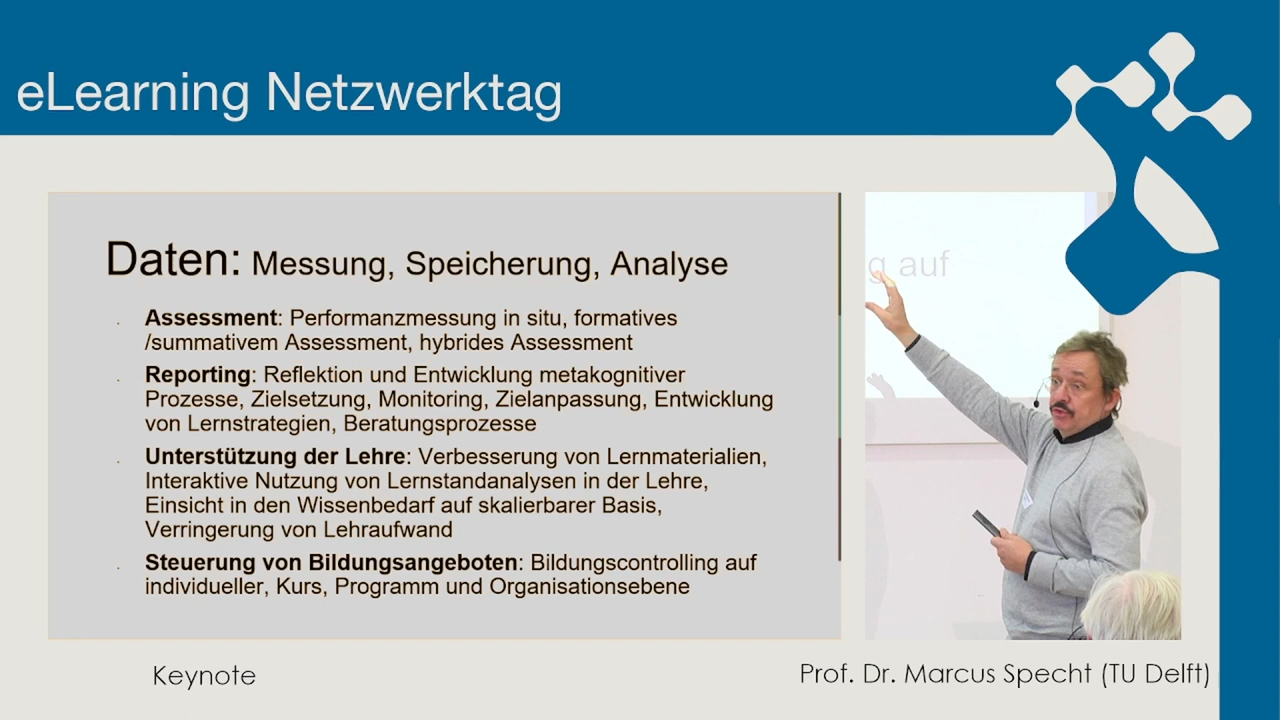 eLearning Netzwerktag
Daten: Messung, Speicherung, Analyse
Assessment: Performanzmessung in situ, formatives
/summativem Assessment, hybrides Assessment
Reporting: Reflektion und Entwicklung metakognitiver
Prozesse, Zielsetzung, Monitoring, Zielanpassung, Entwicklung
von Lernstrategien, Beratungsprozesse
Unterstützung der Lehre: Verbesserung von Lernmaterialien,
Interaktive Nutzung von Lernstandanalysen in der Lehre,
Einsicht in den Wissenbedarf auf skalierbarer Basis,
Verringerung von Lehraufwand
Steuerung von Bildungsangeboten: Bildungscontrolling auf
individueller, Kurs, Programm und Organisationsebene
g auf
Keynote
Prof. Dr. Marcus Specht (TU Delft)